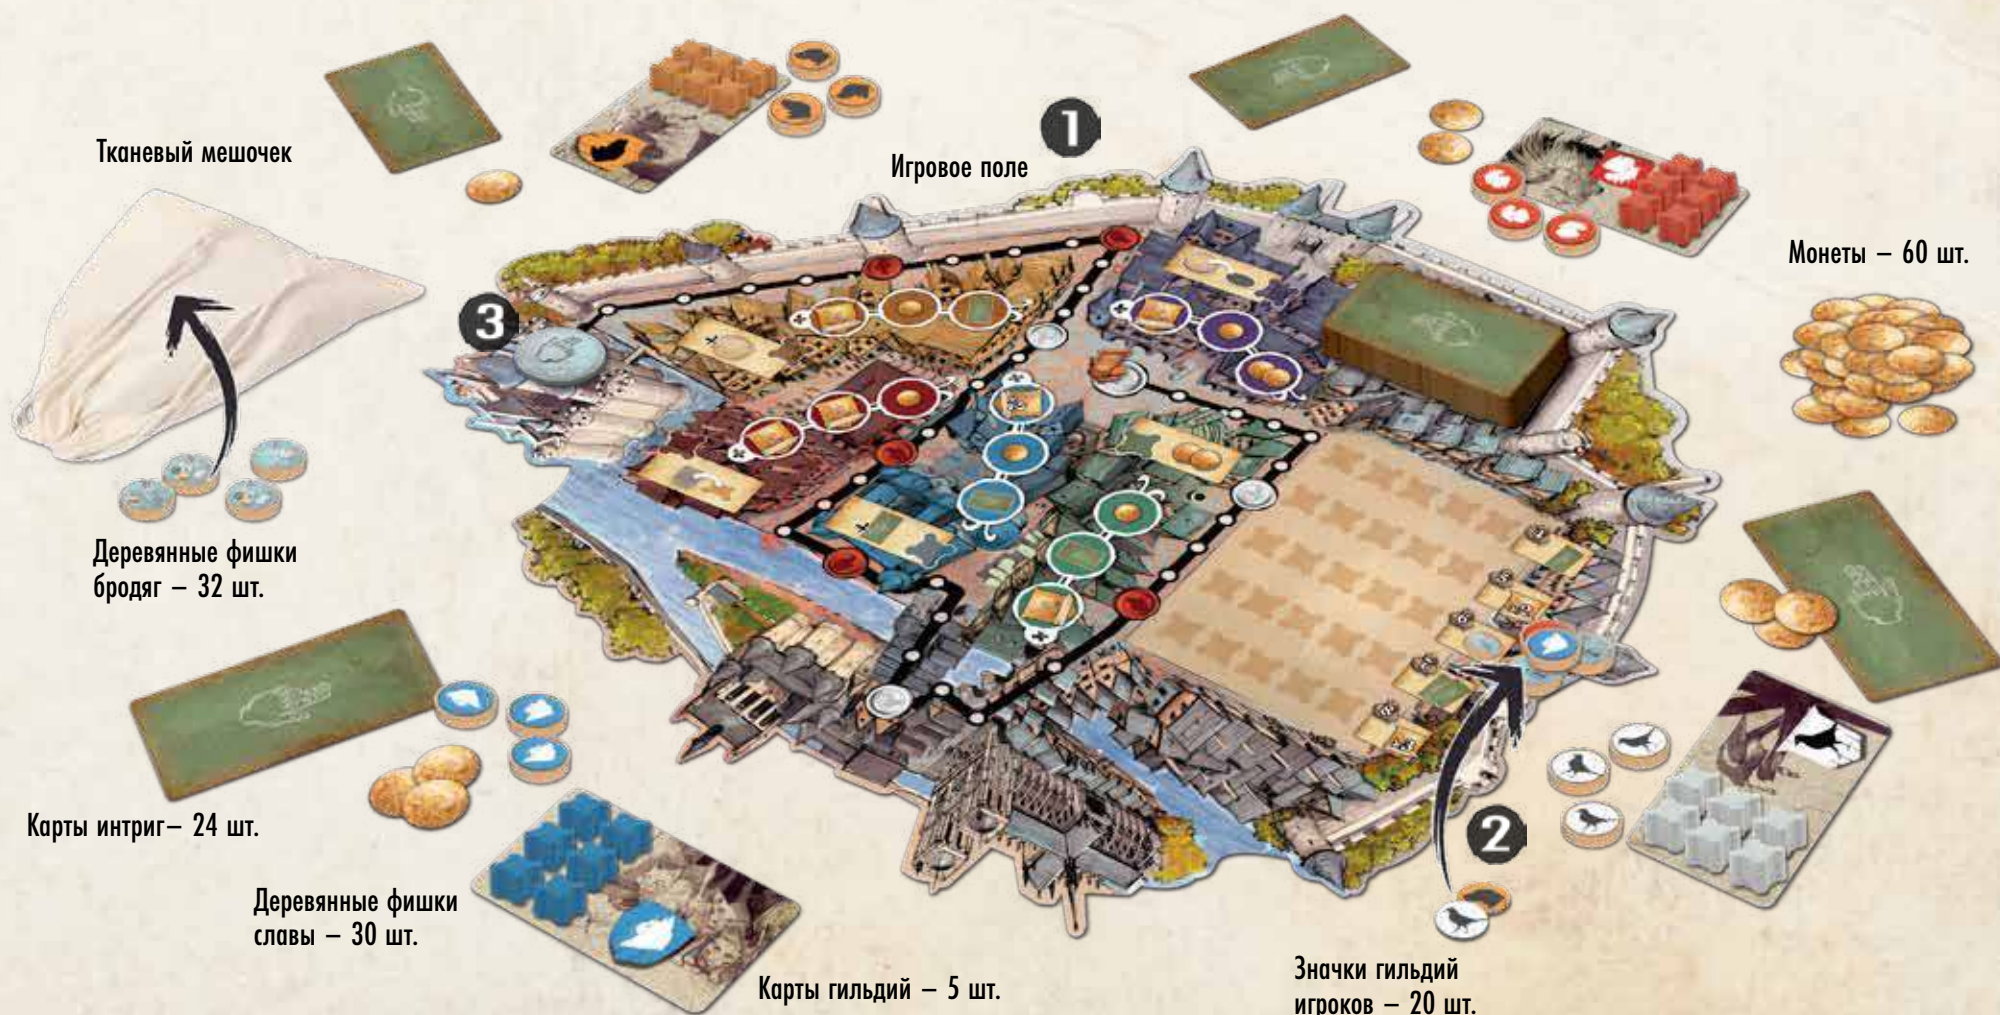 1
Тканевый мешочек
Игровое поле
Монеты – 60 шт.
3
Деревянные фишки
бродяг – 32 шт.
Карты интриг– 24 шт.
2
Деревянные фишки
славы – 30 шт.
Карты гильдий – 5 шт.
Значки гильдий
игроков – 20 шт.